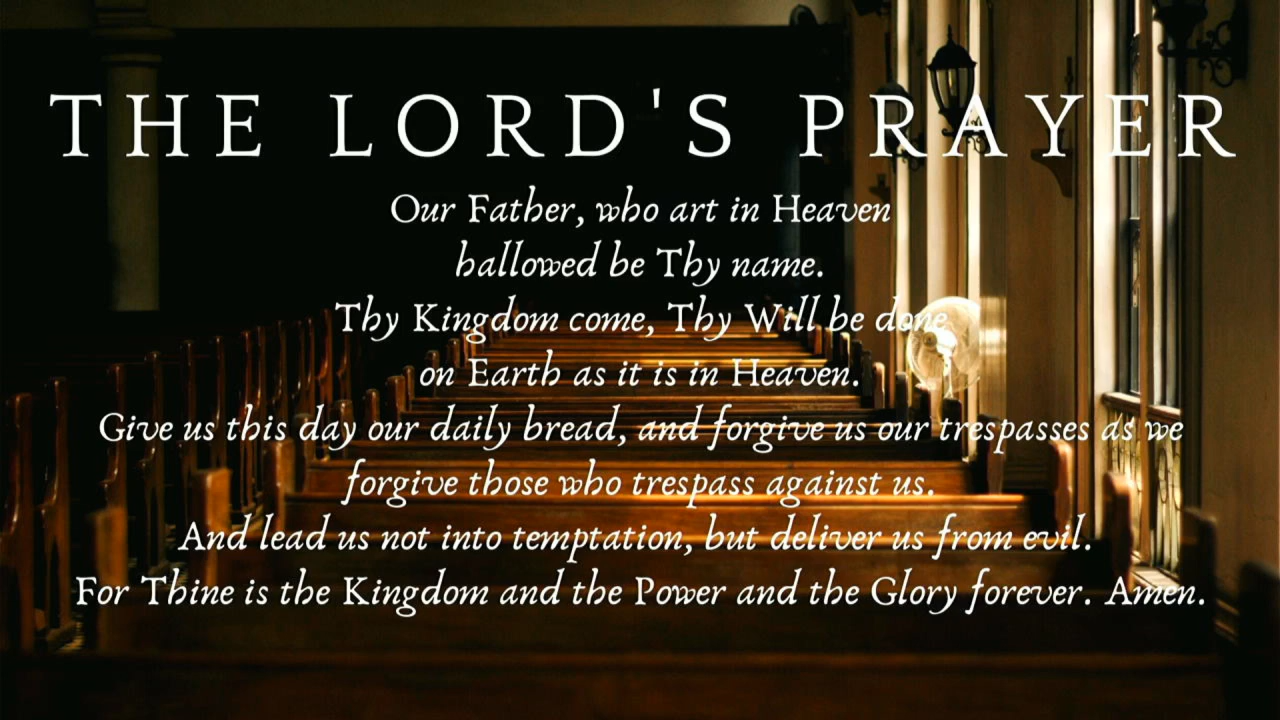 THE LORD'S PRAYER
Our Father, who art in Heaven
hallowed be Thy name.
Thy Kingdom come, Thy Will be done
on Earth as it is in Heaven.
Give us this day our daily bread, and forgive us our trespasses as we
forgive those who trespass against us.
And lead us not into temptation, but deliver us from evil.
For Thine is the Kingdom and the Power and the Glory forever. Amen.